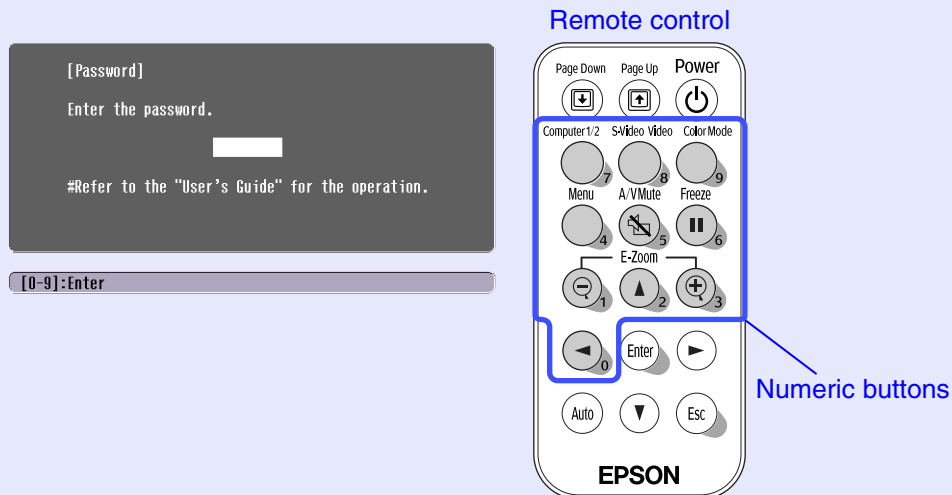 Remote control
[Password]
Enter the password.
#Refer to the "User's Guide" for the operation.
[0-9]:Enter
Page Down Page Up Power
Computer1/2 S-Video Video Color Mode
7 8 9
Menu A/V Mute Freeze
4 5 6
E-Zoom
1 2 3
0 Enter
Numeric buttons
Auto Esc
EPSON